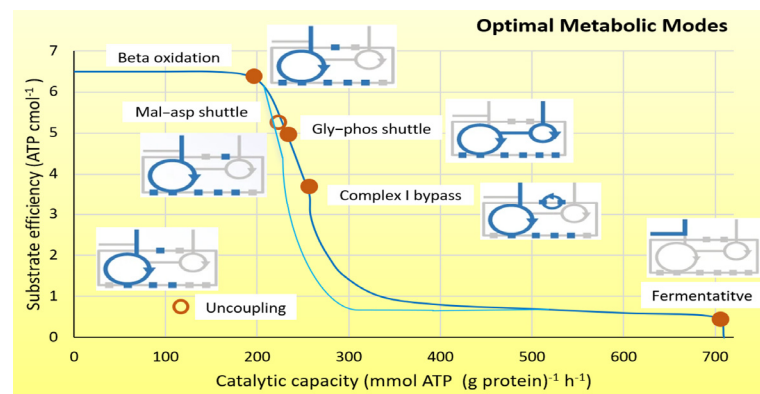 Optimal Metabolic Modes
Substrate efficiency (ATP cmol-1)
7
6
5
4
3
2
1
0
Beta oxidation
Mal–asp shuttle
Gly–phos shuttle
Complex I bypass
Uncoupling
Fermentatitve
0 100 200 300 400 500 600 700
Catalytic capacity (mmol ATP (g protein)-1 h-1)